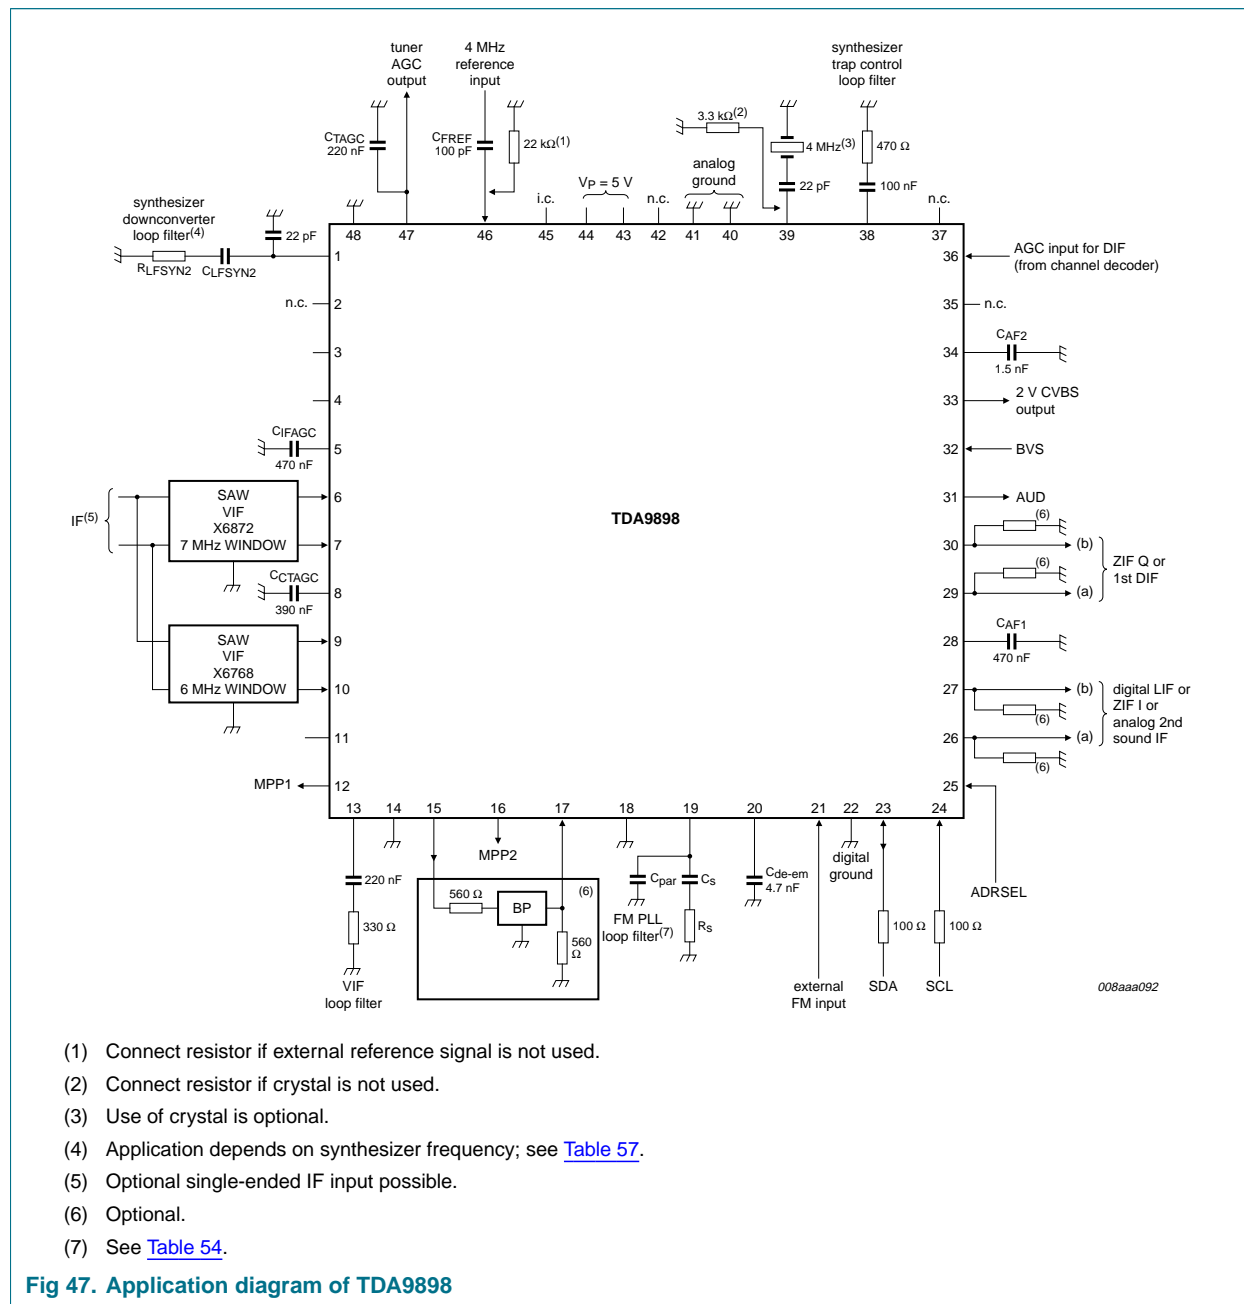 tuner
AGC
output
4 MHz
reference
input
synthesizer
trap control
loop filter
CTAGC
220 nF
CFREF
100 pF
22 kΩ(1)
3.3 kΩ(2)
4 MHz(3)
470 Ω
22 pF
100 nF
analog
ground
VP = 5 V
i.c.
n.c.
n.c.
synthesizer
downconverter
loop filter(4)
22 pF
RLFSYN2
CLFSYN2
48
47
46
45
44
43
42
41
40
39
38
37
1
n.c.
2
3
4
CIFAGC
470 nF
5
IF(5)
SAW
VIF
X6872
7 MHz WINDOW
6
7
CCTAGC
390 nF
8
SAW
VIF
X6768
6 MHz WINDOW
9
10
11
MPP1
12
TDA9898
36
AGC input for DIF
(from channel decoder)
35
n.c.
34
CAF2
1.5 nF
33
2 V CVBS
output
32
BVS
31
AUD
(6)
30
(b)
(6)
29
(a)
ZIF Q or
1st DIF
28
CAF1
470 nF
27
(b)
(6)
26
(a)
(6)
digital LIF or
ZIF I or
analog 2nd
sound IF
25
ADRSEL
13
14
15
16
17
18
19
20
21
22
23
24
220 nF
330 Ω
VIF
loop filter
MPP2
560 Ω
BP
(6)
560
Ω
Cpar
Cs
FM PLL
loop filter(7)
Rs
Cde-em
4.7 nF
digital
ground
external
FM input
100 Ω
100 Ω
SDA
SCL
008aaa092
(1) Connect resistor if external reference signal is not used.
(2) Connect resistor if crystal is not used.
(3) Use of crystal is optional.
(4) Application depends on synthesizer frequency; see Table 57.
(5) Optional single-ended IF input possible.
(6) Optional.
(7) See Table 54.
Fig 47. Application diagram of TDA9898